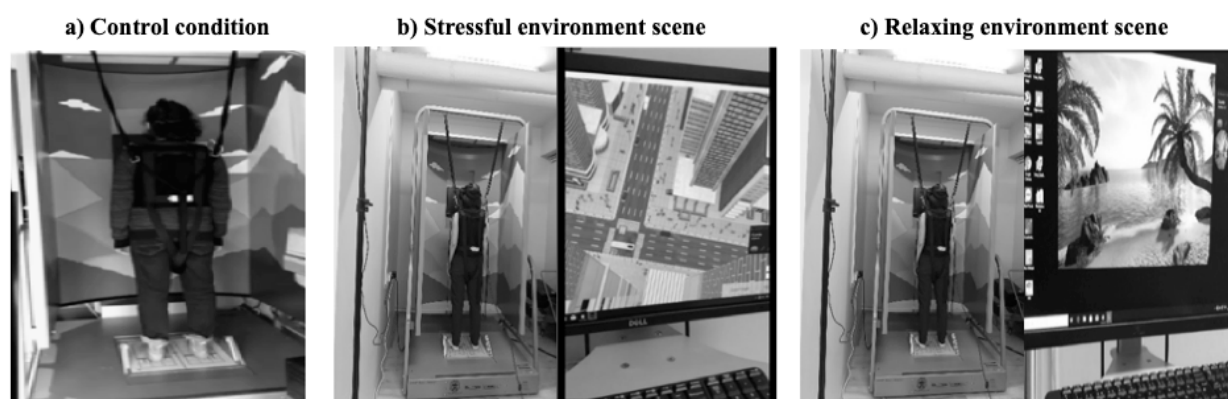 a) Control condition
b) Stressful environment scene
c) Relaxing environment scene
DELL